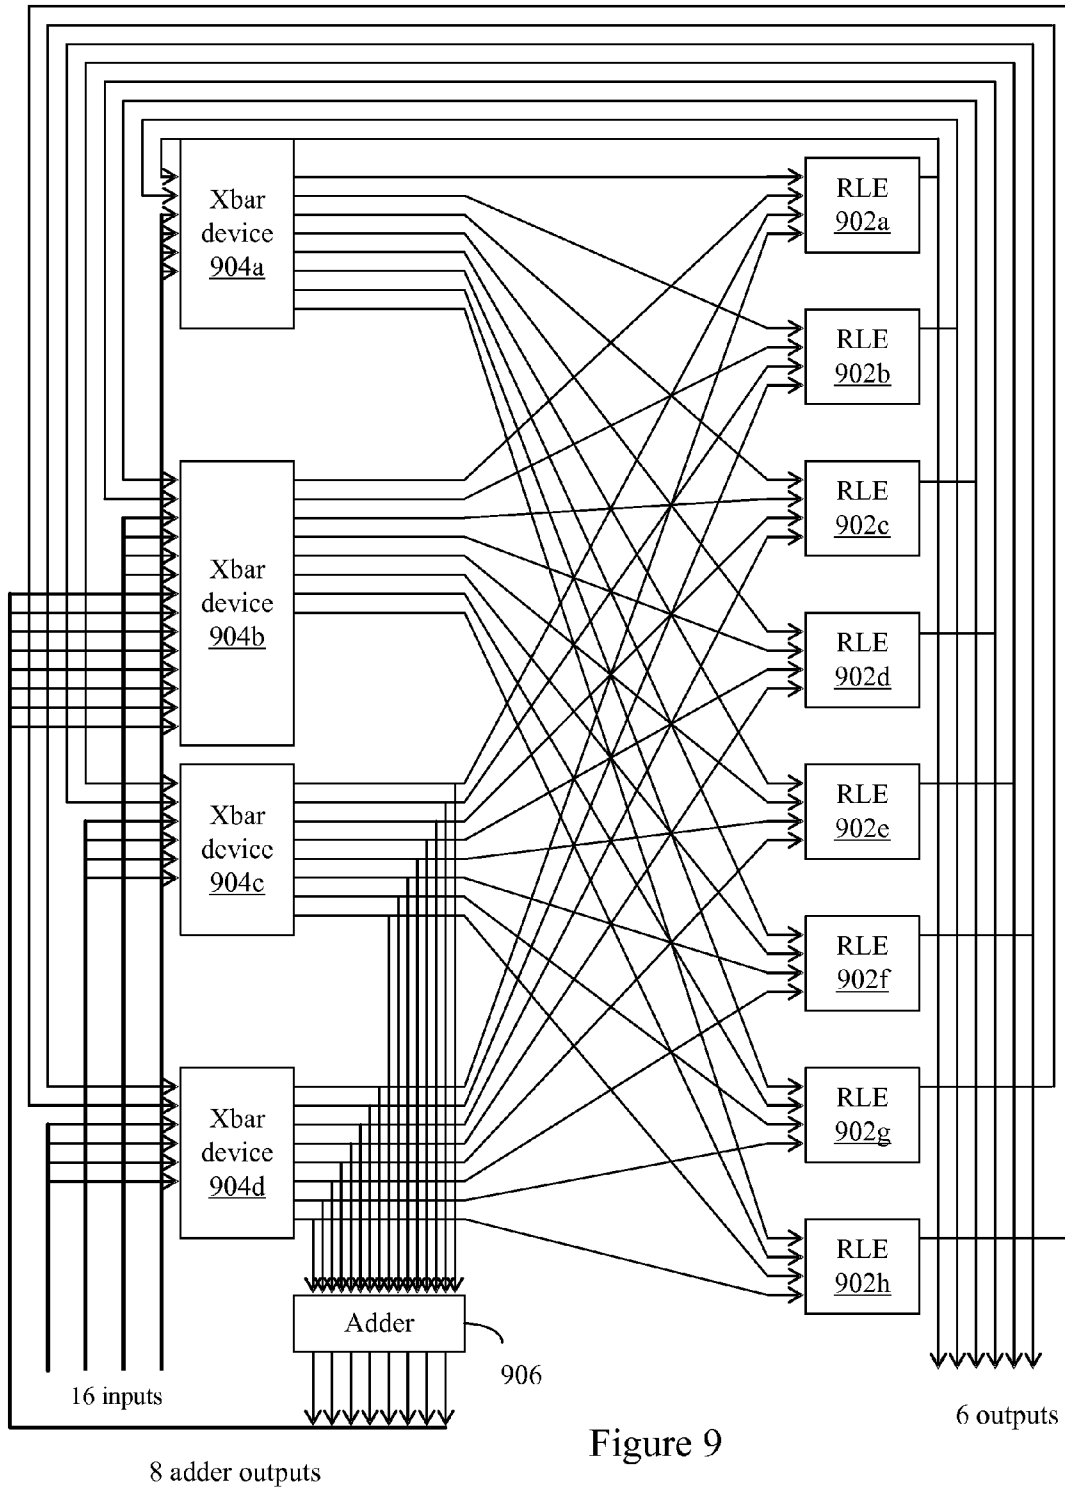 Xbar
device
904a
Xbar
device
904b
Xbar
device
904c
Xbar
device
904d
RLE
902a
RLE
902b
RLE
902c
RLE
902d
RLE
902e
RLE
902f
RLE
902g
RLE
902h
Adder
906
16 inputs
6 outputs
Figure 9
8 adder outputs